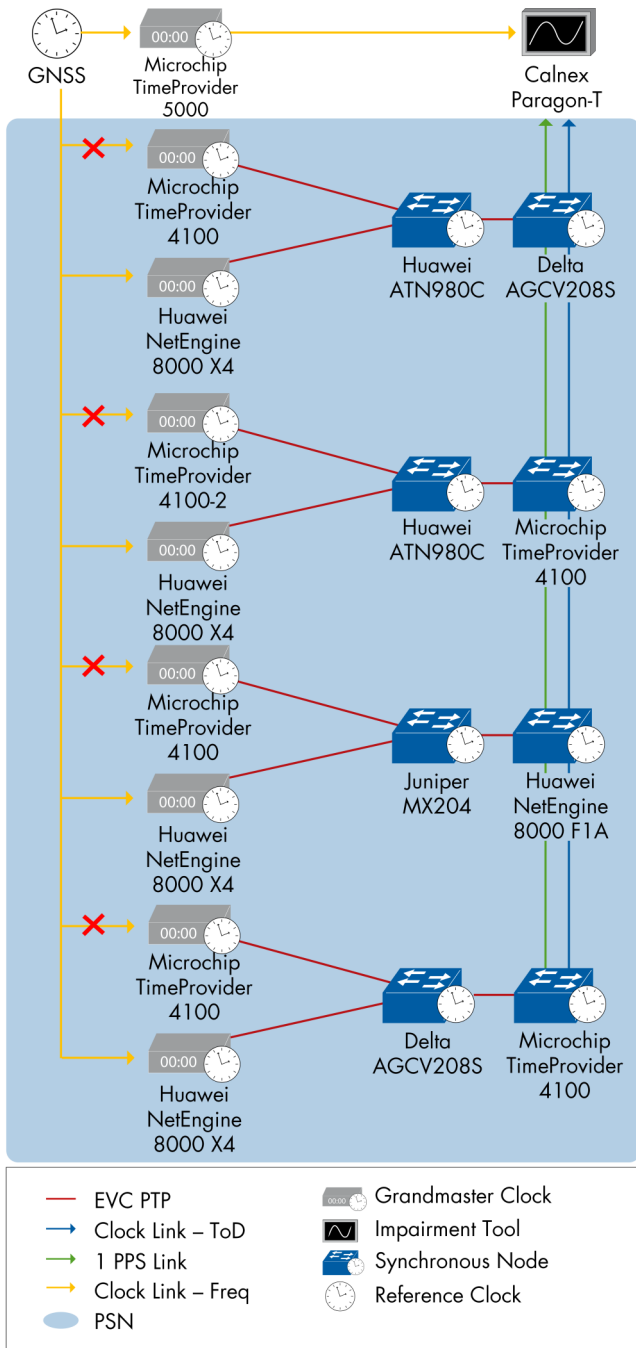 GNSS
Microchip
TimeProvider
5000
Calnex
Paragon-T
00:00
00:00
Microchip
TimeProvider
4100
Huawei
ATN980C
Delta
AGCV208S
00:00
Huawei
NetEngine
8000 X4
00:00
Microchip
TimeProvider
4100-2
Huawei
ATN980C
Microchip
TimeProvider
4100
00:00
Huawei
NetEngine
8000 X4
00:00
Microchip
TimeProvider
4100
Juniper
MX204
Huawei
NetEngine
8000 F1A
00:00
Huawei
NetEngine
8000 X4
00:00
Microchip
TimeProvider
4100
Delta
AGCV208S
Microchip
TimeProvider
4100
00:00
Huawei
NetEngine
8000 X4
EVC PTP
Clock Link – ToD
1 PPS Link
Clock Link – Freq
PSN
00:00
Grandmaster Clock
Impairment Tool
Synchronous Node
Reference Clock